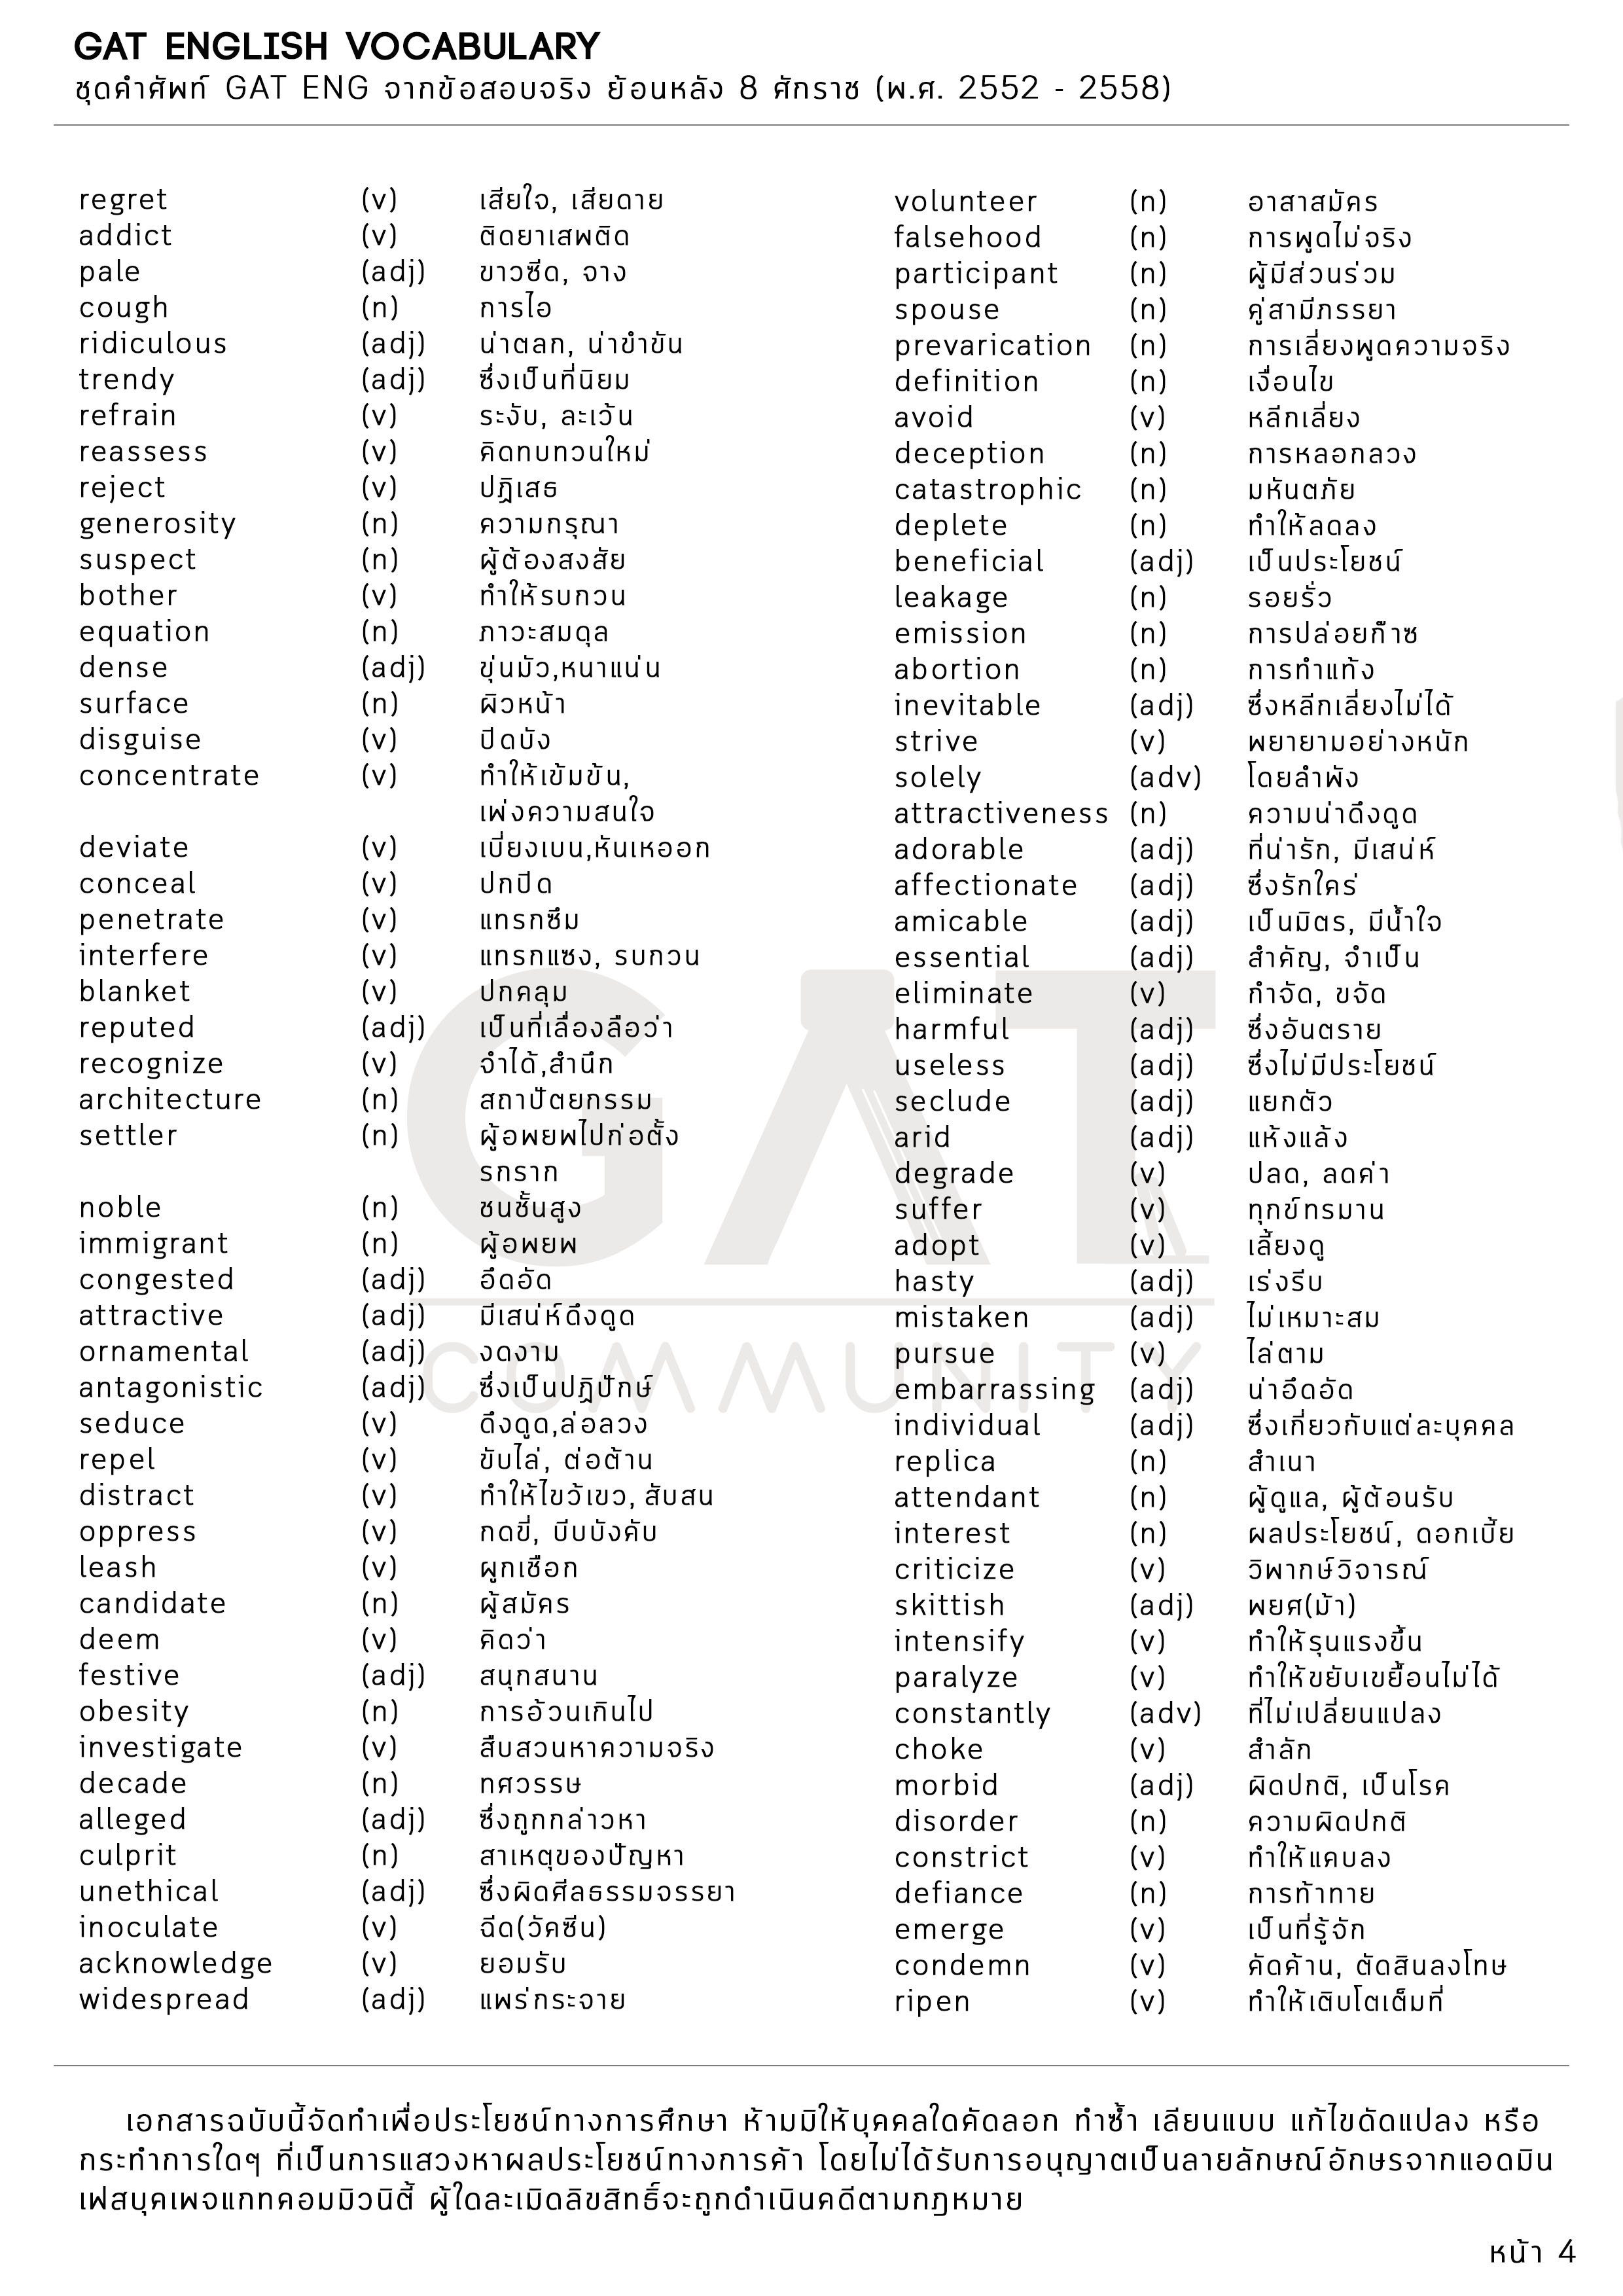 GAT ENGLISH VOCABULARY
ชุดคำศัพท์ GAT ENG จากข้อสอบจริง ย้อนหลัง 8 ศักราช (พ.ศ. 2552 - 2558)
regret (v) เสียใจ, เสียดาย
addict (v) ติดยาเสพติด
pale (adj) ขาวซีด, จาง
cough (n) การไอ
ridiculous (adj) น่าตลก, น่าขำขัน
trendy (adj) ซึ่งเป็นที่นิยม
refrain (v) ระงับ, ละเว้น
reassess (v) คิดทบทวนใหม่
reject (v) ปฏิเสธ
generosity (n) ความกรุณา
suspect (n) ผู้ต้องสงสัย
bother (v) ทำให้รบกวน
equation (n) ภาวะสมดุล
dense (adj) ขุ่นมัว,หนาแน่น
surface (n) ผิวหน้า
disguise (v) ปิดบัง
concentrate (v) ทำให้เข้มข้น,
เพ่งความสนใจ
deviate (v) เบี่ยงเบน,หันเหออก
conceal (v) ปกปิด
penetrate (v) แทรกซึม
interfere (v) แทรกแซง, รบกวน
blanket (v) ปกคลุม
reputed (adj) เป็นที่เลื่องลือว่า
recognize (v) จำได้,สำนึก
architecture (n) สถาปัตยกรรม
settler (n) ผู้อพยพไปก่อตั้ง
รกราก
noble (n) ชนชั้นสูง
immigrant (n) ผู้อพยพ
congested (adj) อึดอัด
attractive (adj) มีเสน่ห์ดึงดูด
ornamental (adj) งดงาม
antagonistic (adj) ซึ่งเป็นปฏิปักษ์
seduce (v) ดึงดูด,ล่อลวง
repel (v) ขับไล่, ต่อต้าน
distract (v) ทำให้ไขว้เขว, สับสน
oppress (v) กดขี่, บีบบังคับ
leash (v) ผูกเชือก
candidate (n) ผู้สมัคร
deem (v) คิดว่า
festive (adj) สนุกสนาน
obesity (n) การอ้วนเกินไป
investigate (v) สืบสวนหาความจริง
decade (n) ทศวรรษ
alleged (adj) ซึ่งถูกกล่าวหา
culprit (n) สาเหตุของปัญหา
unethical (adj) ซึ่งผิดศีลธรรมจรรยา
inoculate (v) ฉีด(วัคซีน)
acknowledge (v) ยอมรับ
widespread (adj) แพร่กระจาย
volunteer (n) อาสาสมัคร
falsehood (n) การพูดไม่จริง
participant (n) ผู้มีส่วนร่วม
spouse (n) คู่สามีภรรยา
prevarication (n) การเลี่ยงพูดความจริง
definition (n) เงื่อนไข
avoid (v) หลีกเลี่ยง
deception (n) การหลอกลวง
catastrophic (n) มหันตภัย
deplete (n) ทำให้ลดลง
beneficial (adj) เป็นประโยชน์
leakage (n) รอยรั่ว
emission (n) การปล่อยก๊าซ
abortion (n) การทำแท้ง
inevitable (adj) ซึ่งหลีกเลี่ยงไม่ได้
strive (v) พยายามอย่างหนัก
solely (adv) โดยลำพัง
attractiveness (n) ความน่าดึงดูด
adorable (adj) ที่น่ารัก, มีเสน่ห์
affectionate (adj) ซึ่งรักใคร่
amicable (adj) เป็นมิตร, มีน้ำใจ
essential (adj) สำคัญ, จำเป็น
eliminate (v) กำจัด, ขจัด
harmful (adj) ซึ่งอันตราย
useless (adj) ซึ่งไม่มีประโยชน์
seclude (adj) แยกตัว
arid (adj) แห้งแล้ง
degrade (v) ปลด, ลดค่า
suffer (v) ทุกข์ทรมาน
adopt (v) เลี้ยงดู
hasty (adj) เร่งรีบ
mistaken (adj) ไม่เหมาะสม
pursue (v) ไล่ตาม
embarrassing (adj) น่าอึดอัด
individual (adj) ซึ่งเกี่ยวกับแต่ละบุคคล
replica (n) สำเนา
attendant (n) ผู้ดูแล, ผู้ต้อนรับ
interest (n) ผลประโยชน์, ดอกเบี้ย
criticize (v) วิพากษ์วิจารณ์
skittish (adj) พยศ(ม้า)
intensify (v) ทำให้รุนแรงขึ้น
paralyze (v) ทำให้ขยับเขยื้อนไม่ได้
constantly (adv) ที่ไม่เปลี่ยนแปลง
choke (v) สำลัก
morbid (adj) ผิดปกติ, เป็นโรค
disorder (n) ความผิดปกติ
constrict (v) ทำให้แคบลง
defiance (n) การท้าทาย
emerge (v) เป็นที่รู้จัก
condemn (v) คัดค้าน, ตัดสินลงโทษ
ripen (v) ทำให้เติบโตเต็มที่
GAT
COMMUNITY
เอกสารฉบับนี้จัดทำเพื่อประโยชน์ทางการศึกษา ห้ามมิให้บุคคลใดคัดลอก ทำซ้ำ เลียนแบบ แก้ไขดัดแปลง หรือ
กระทำการใดๆ ที่เป็นการแสวงหาผลประโยชน์ทางการค้า โดยไม่ได้รับการอนุญาตเป็นลายลักษณ์อักษรจากแอดมิน
เฟสบุคเพจแกทคอมมิวนิตี้ ผู้ใดละเมิดลิขสิทธิ์จะถูกดำเนินคดีตามกฎหมาย
หน้า 4